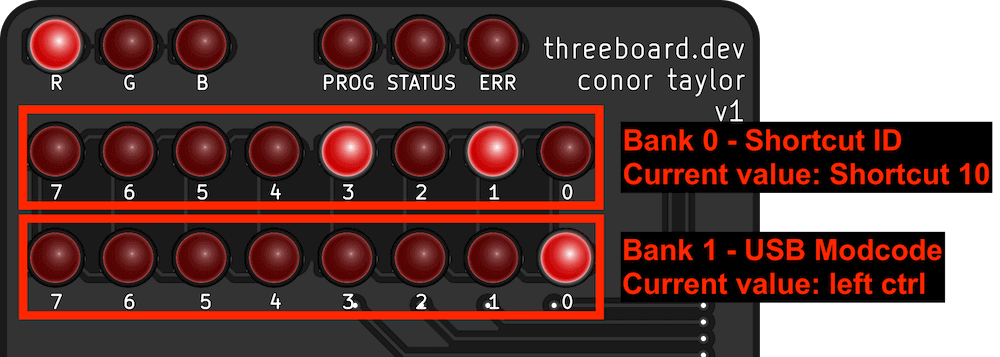 threeboard.dev
conor taylor
v1
R G B PROG STATUS ERR
Bank 0 - Shortcut ID
Current value: Shortcut 10
7 6 5 4 3 2 1 0
Bank 1 - USB Modcode
Current value: left ctrl
7 6 5 4 3 2 1 0